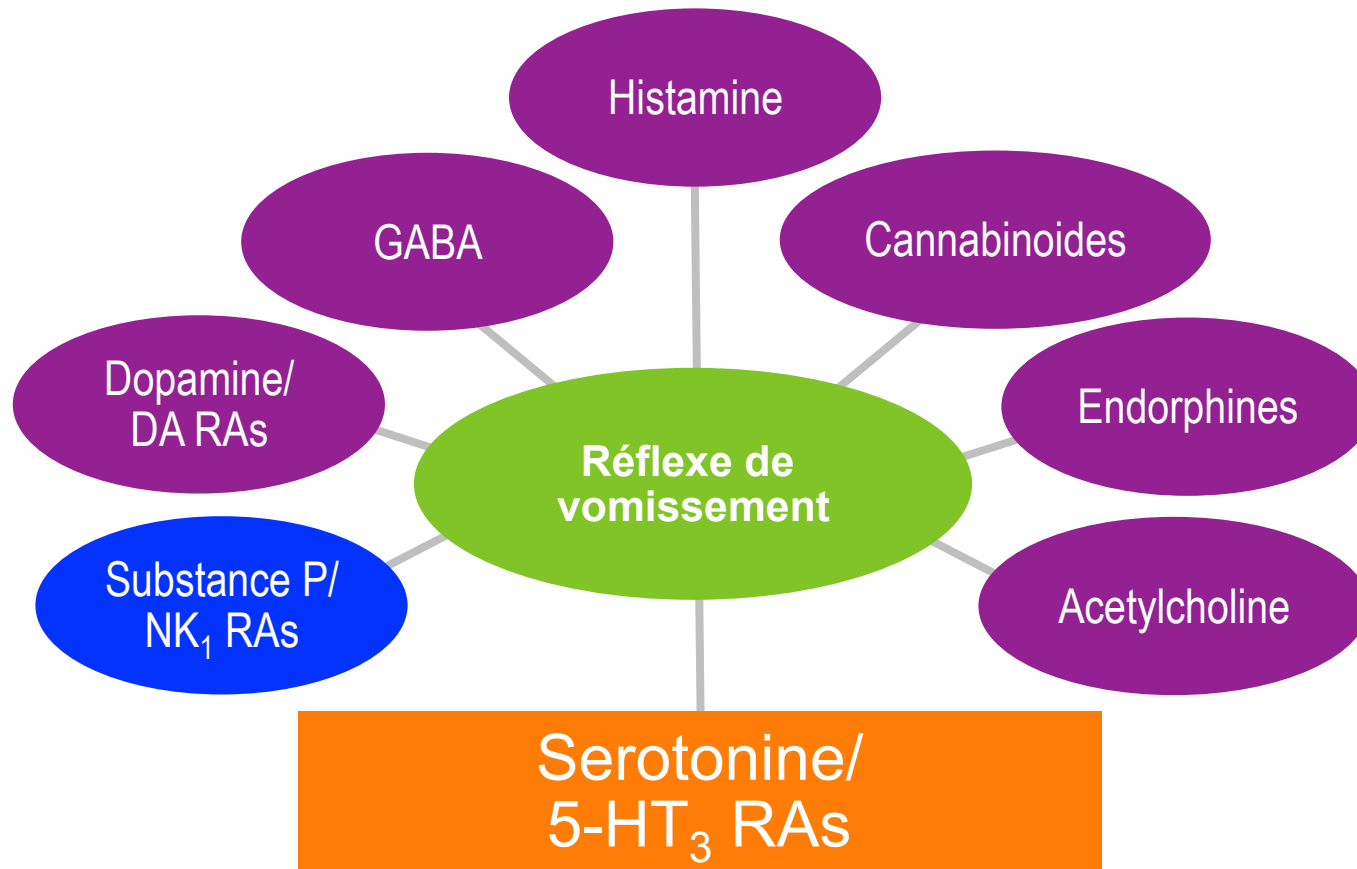 Histamine
GABA
Cannabinoides
Dopamine/
DA RAs
Endorphines
Réflexe de
vomissement
Substance P/
NK₁ RAs
Acetylcholine
Serotonine/
5-HT₃ RAs